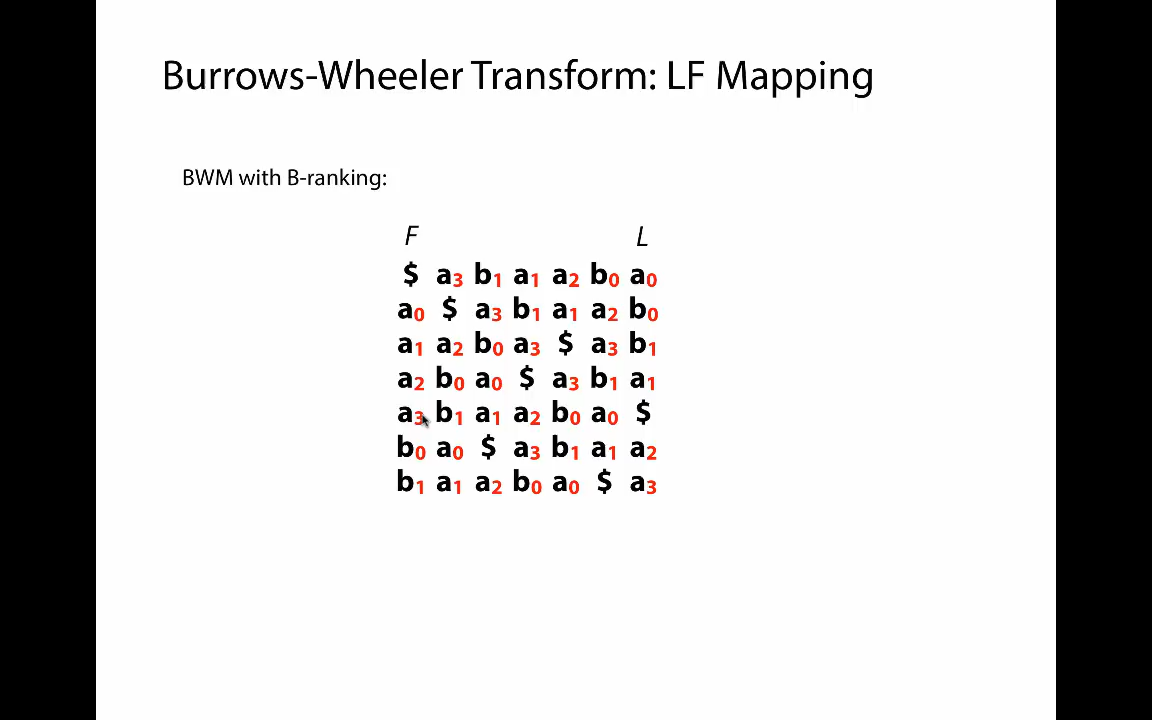 Burrows-Wheeler Transform: LF Mapping
BWM with B-ranking:
F L
$ a3 b1 a1 a2 b0 a0
a0 $ a3 b1 a1 a2 b0
a1 a2 b0 a3 $ a3 b1
a2 b0 a0 $ a3 b1 a1
a3 b1 a1 a2 b0 a0 $
b0 a0 $ a3 b1 a1 a2
b1 a1 a2 b0 a0 $ a3